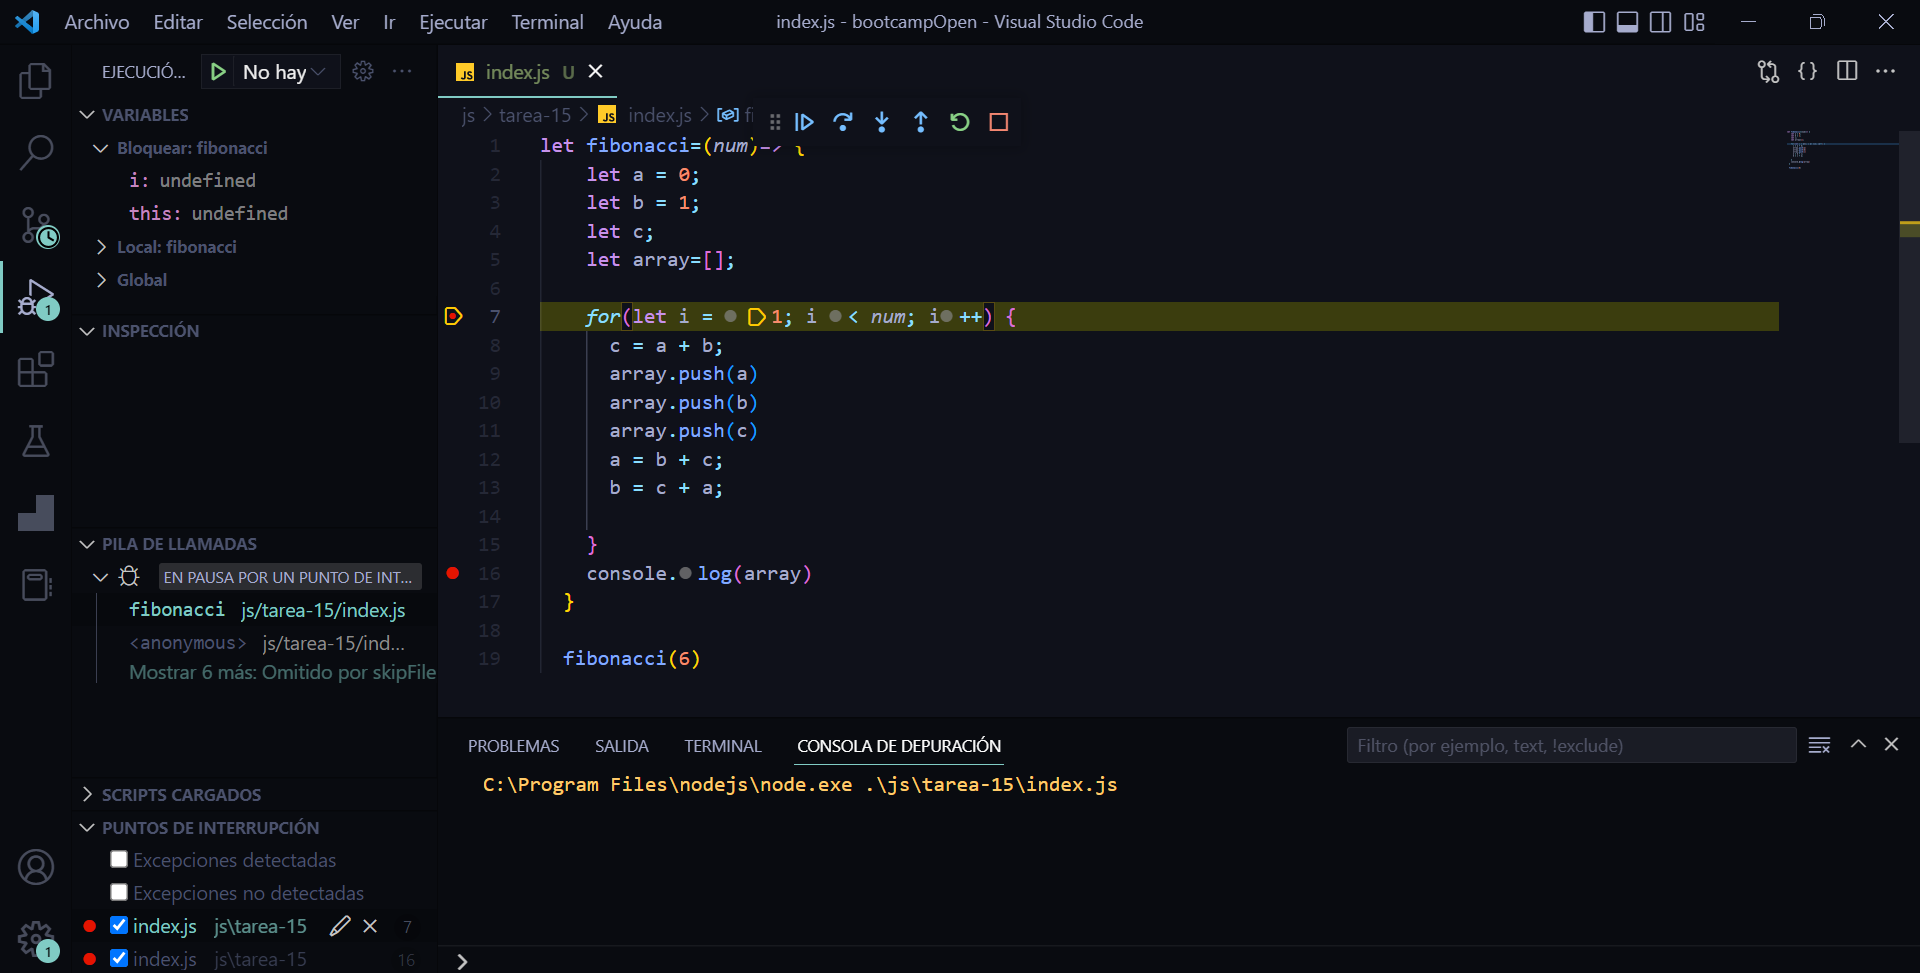 Archivo Editar Selección Ver Ir Ejecutar Terminal Ayuda
index.js - bootcampOpen - Visual Studio Code
EJECUCIÓ... No hay
VARIABLES
Bloquear: fibonacci
i: undefined
this: undefined
Local: fibonacci
Global
INSPECCIÓN
PILA DE LLAMADAS
EN PAUSA POR UN PUNTO DE INT...
fibonacci js/tarea-15/index.js
<anonymous> js/tarea-15/ind...
Mostrar 6 más: Omitido por skipFile
SCRIPTS CARGADOS
PUNTOS DE INTERRUPCIÓN
Excepciones detectadas
Excepciones no detectadas
index.js js\tarea-15 7
index.js js\tarea-15 16
1
1
JS index.js U
js > tarea-15 > JS index.js > f
1 let fibonacci=(num)=> {
2 let a = 0;
3 let b = 1;
4 let c;
5 let array=[];
6
7 for(let i = 1; i < num; i ++) {
8 c = a + b;
9 array.push(a)
10 array.push(b)
11 array.push(c)
12 a = b + c;
13 b = c + a;
14
15 }
16 console.log(array)
17 }
18
19 fibonacci(6)
PROBLEMAS SALIDA TERMINAL CONSOLA DE DEPURACIÓN
Filtro (por ejemplo, text, !exclude)
C:\Program Files\nodejs\node.exe .\js\tarea-15\index.js